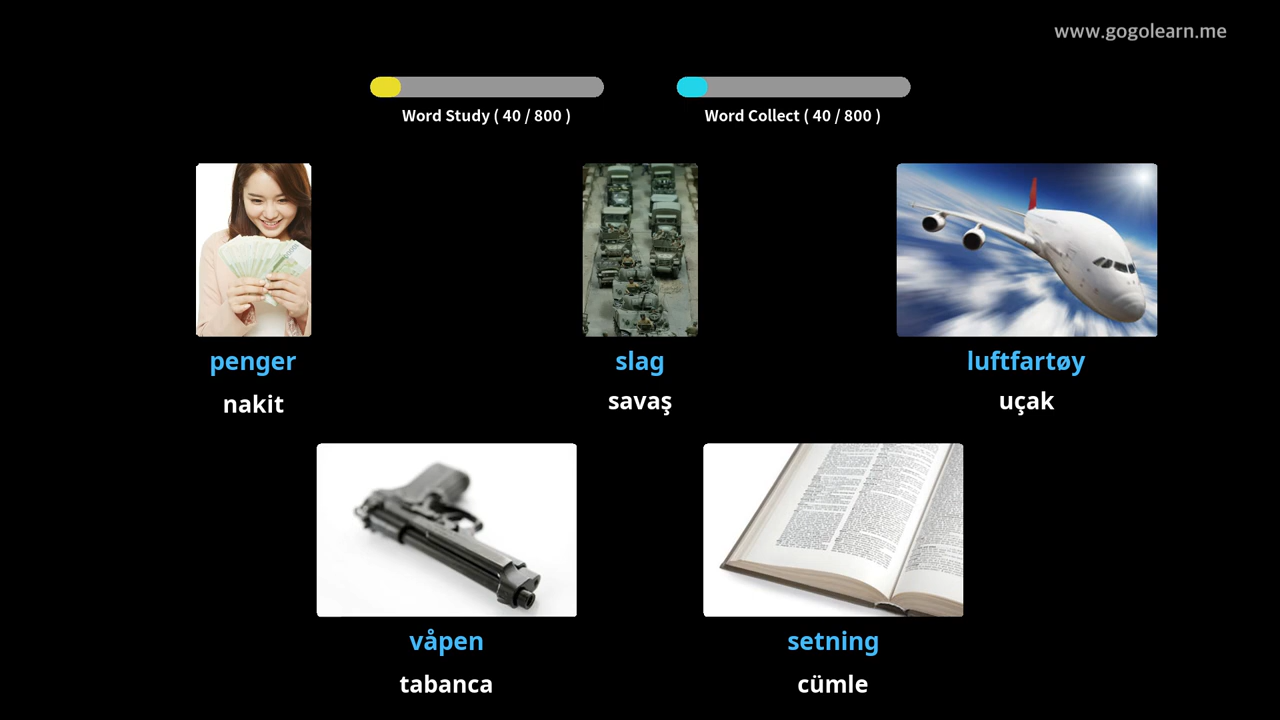 www.gogolearn.me
Word Study ( 40 / 800 )
Word Collect ( 40 / 800 )
penger
slag
luftfartøy
nakit
savaş
uçak
våpen
setning
tabanca
cümle